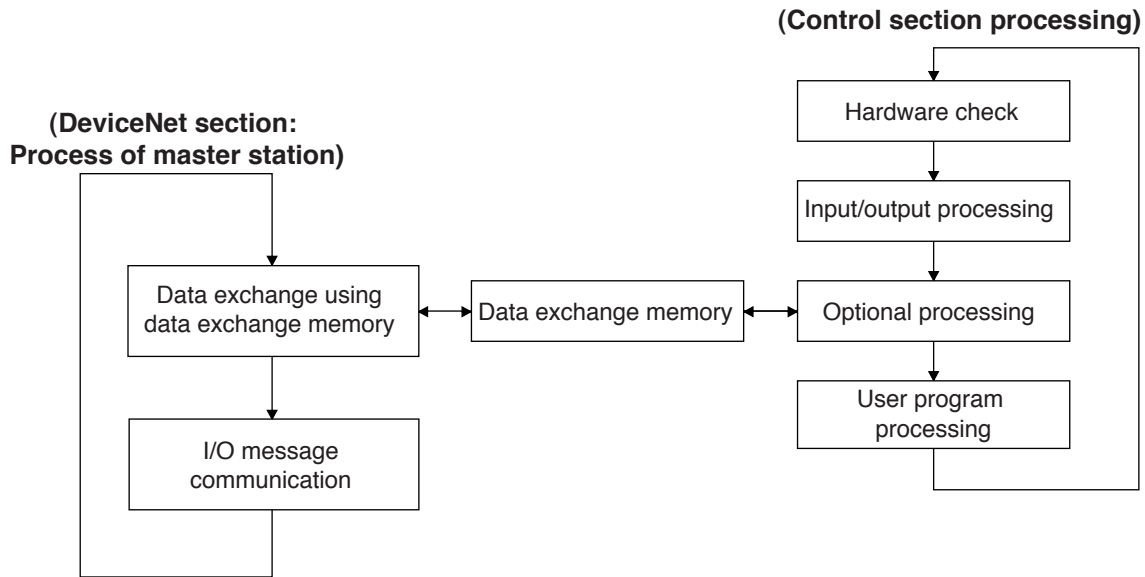 (Control section processing)
Hardware check
(DeviceNet section:
Process of master station)
Input/output processing
Data exchange using
data exchange memory
Data exchange memory
Optional processing
User program
processing
I/O message
communication